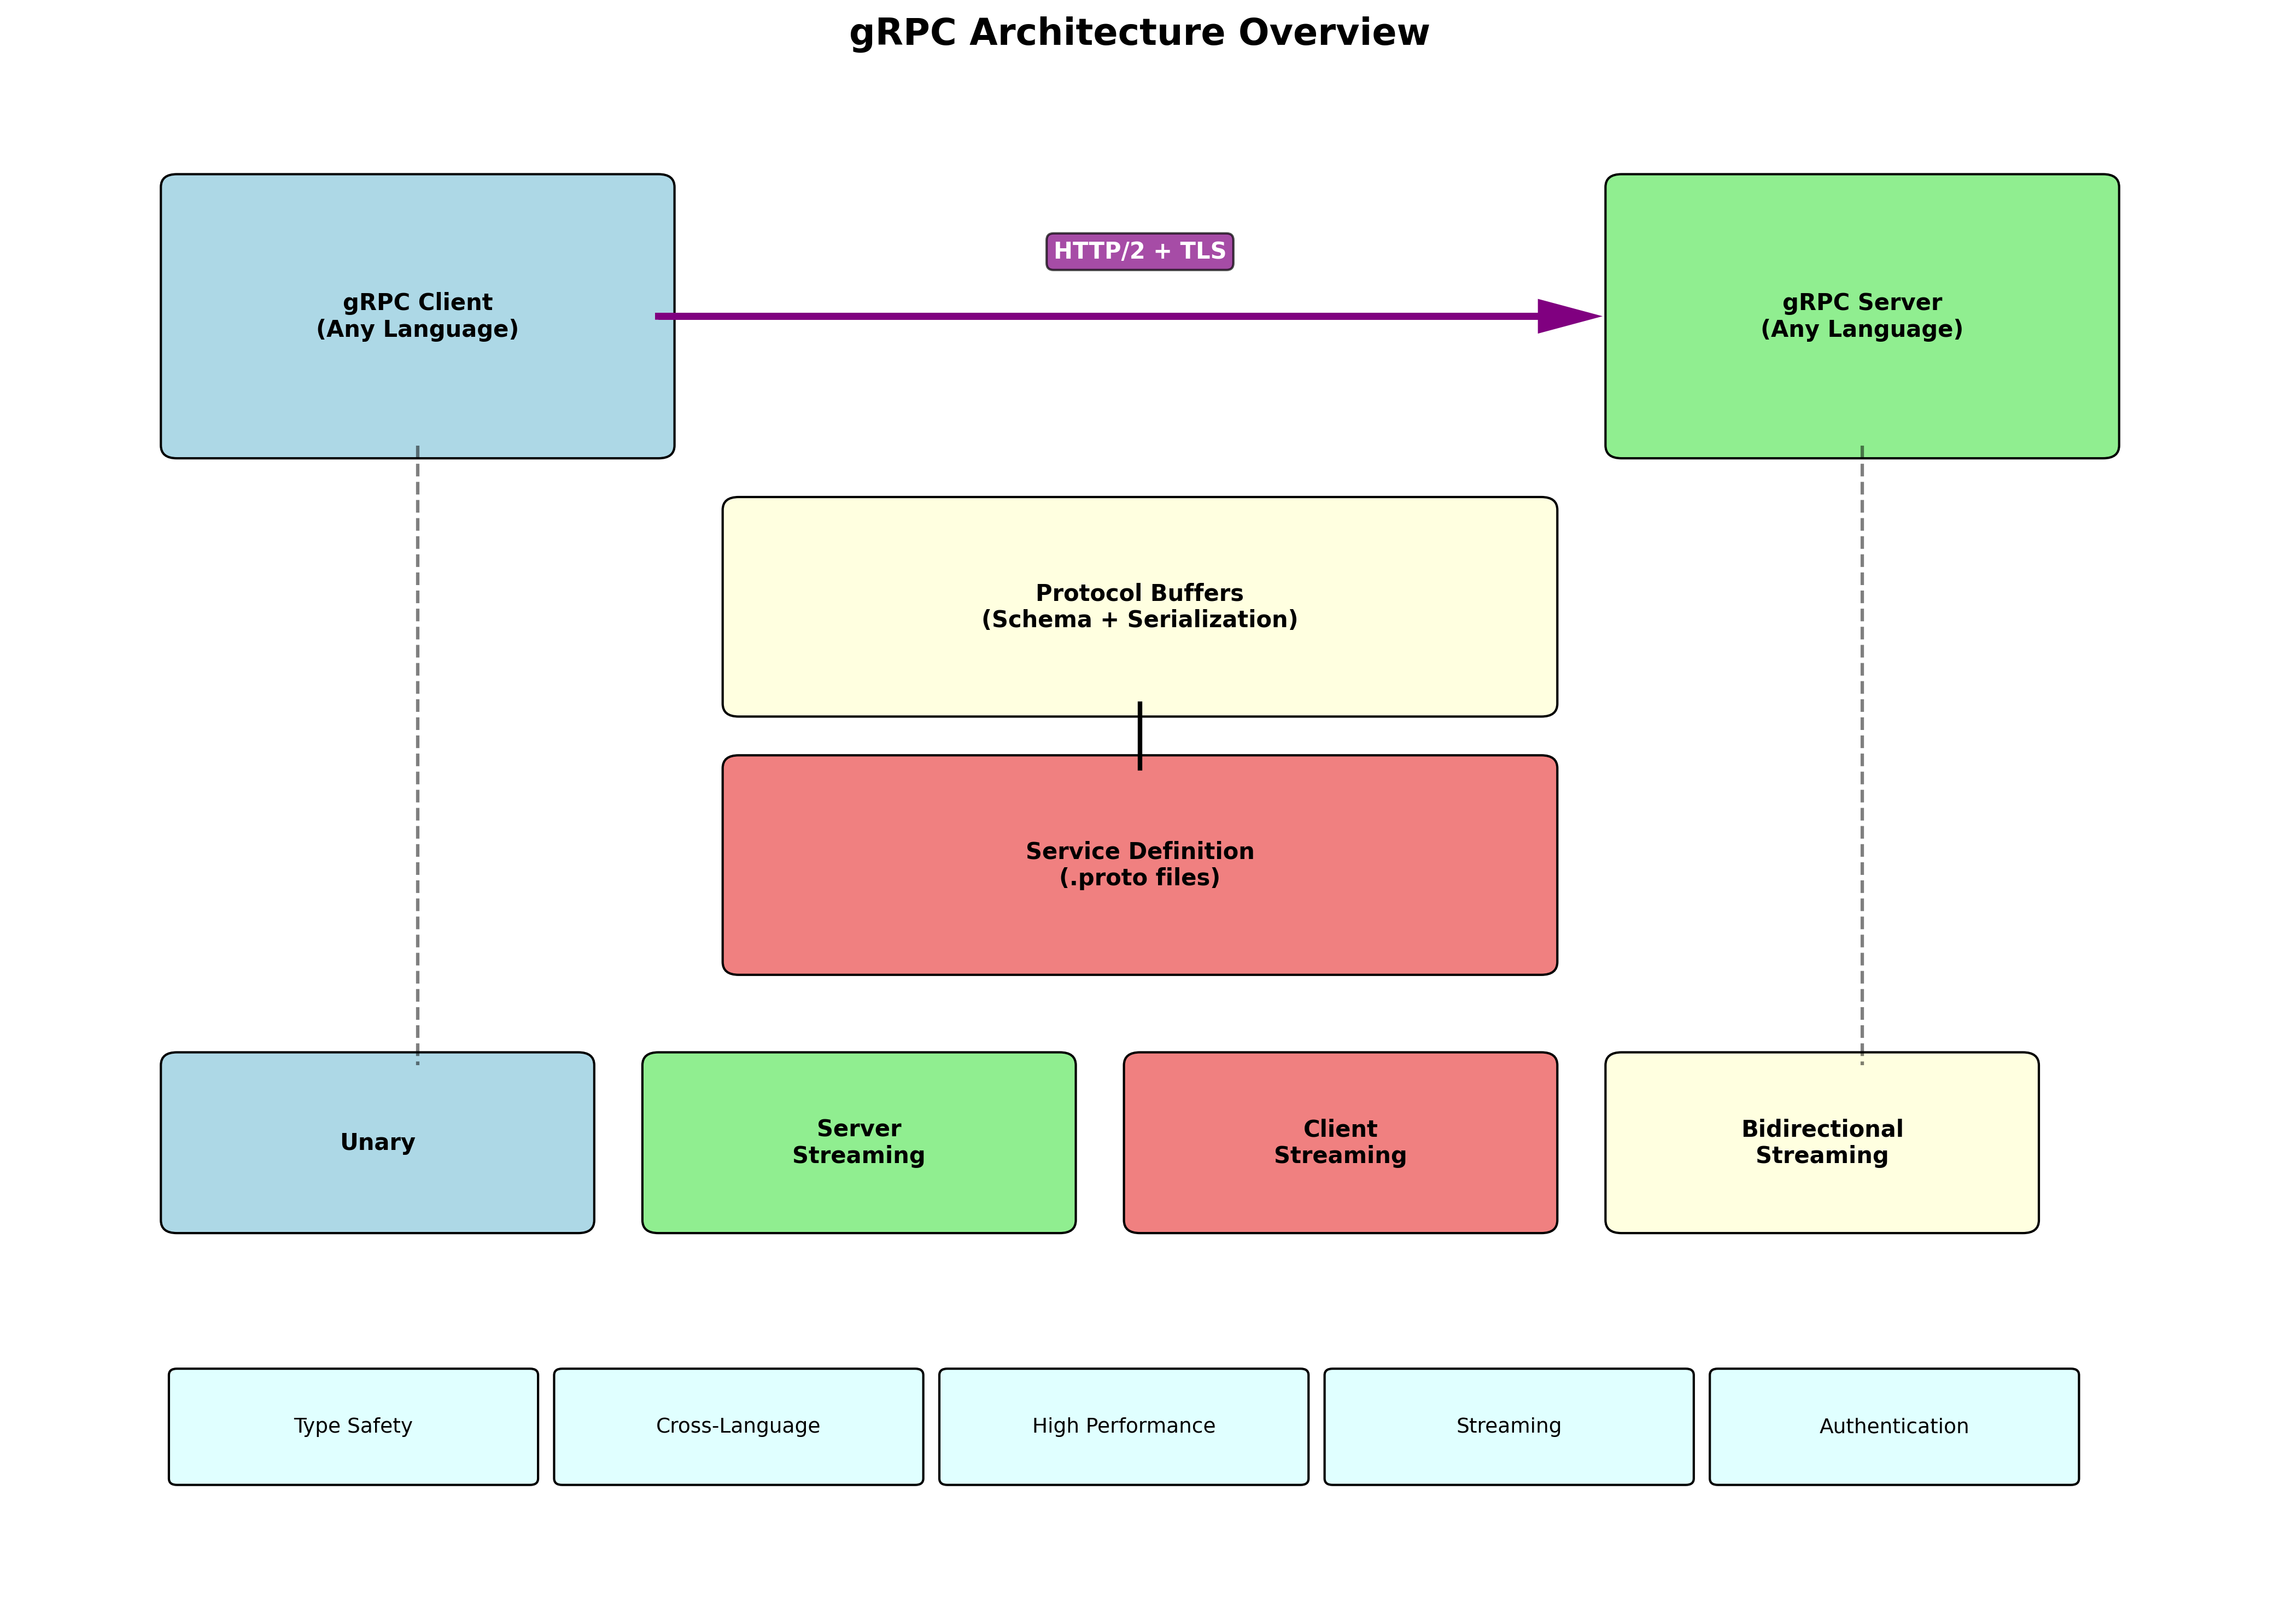 gRPC Architecture Overview
HTTP/2 + TLS
gRPC Client
(Any Language)
gRPC Server
(Any Language)
Protocol Buffers
(Schema + Serialization)
Service Definition
(.proto files)
Unary
Server
Streaming
Client
Streaming
Bidirectional
Streaming
Type Safety
Cross-Language
High Performance
Streaming
Authentication